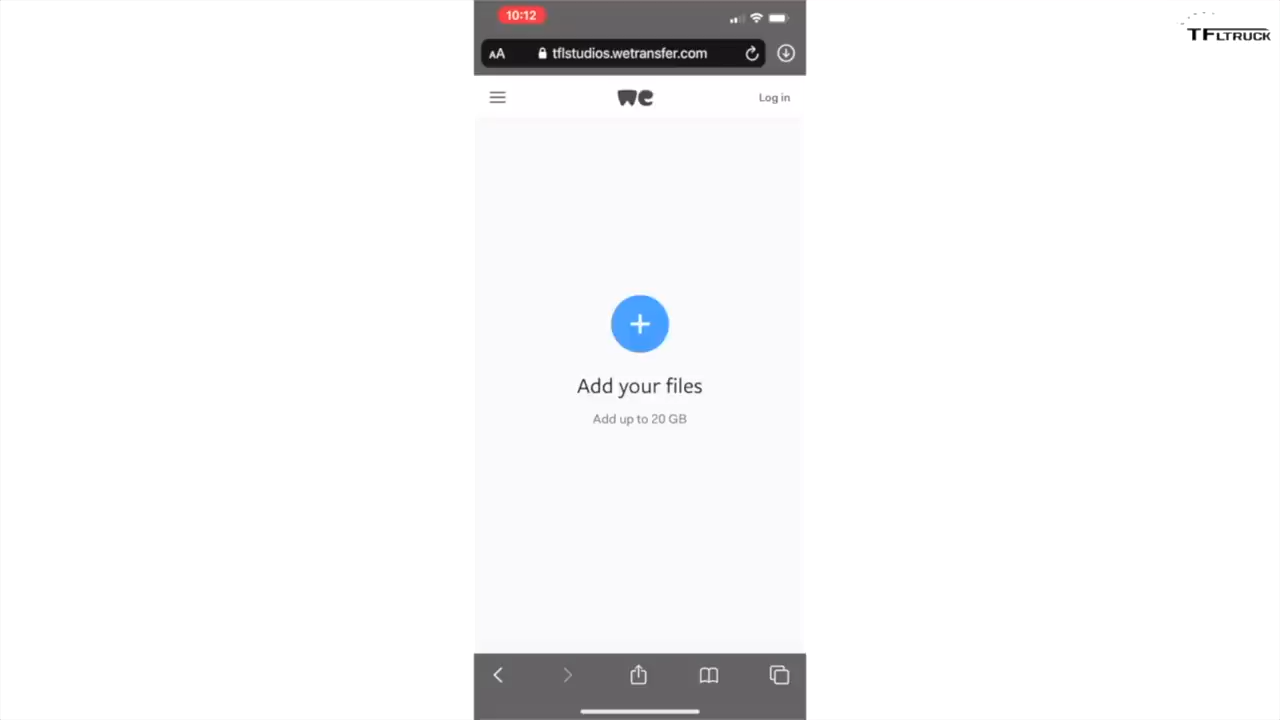 10:12
TFLTRUCK
AA
tflstudios.wetransfer.com
we
Log in
Add your files
Add up to 20 GB